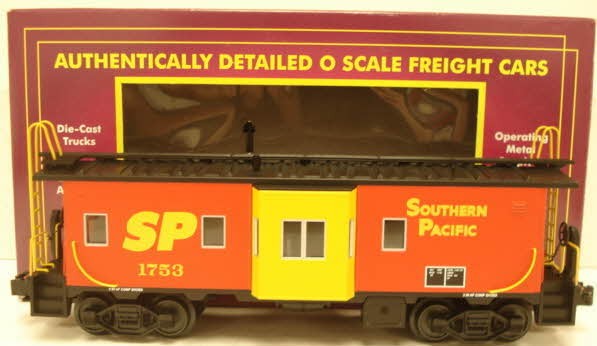 AUTHENTICALLY DETAILED O SCALE FREIGHT CARS
Die-Cast
Trucks
Operating
Metal
SP
1753
SOUTHERN
PACIFIC